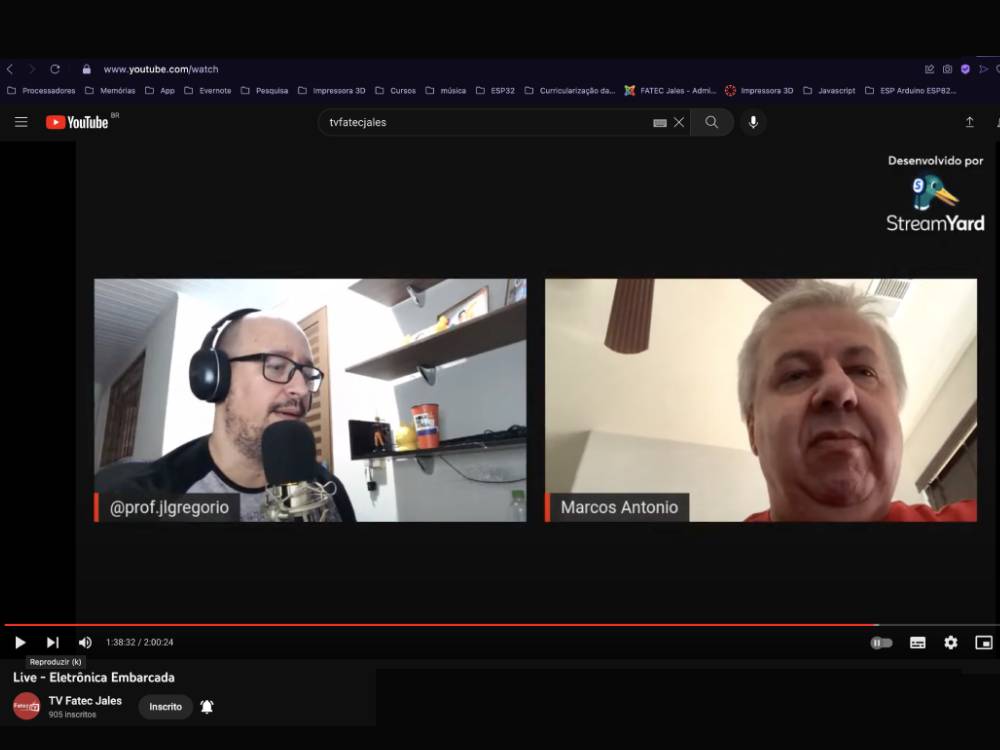 www.youtube.com/watch
Processadores Memórias App Evernote Pesquisa Impressora 3D Cursos música ESP32 Curricularização da... FATEC Jales - Admi... Impressora 3D Javascript ESP Arduino ESP82...
YouTube BR
tvfatecjales
Desenvolvido por
StreamYard
@prof.jlgregorio
Marcos Antonio
1:38:32 / 2:00:24
Reproduzir (k)
Live - Eletrônica Embarcada
TV Fatec Jales
905 inscritos
Inscrito